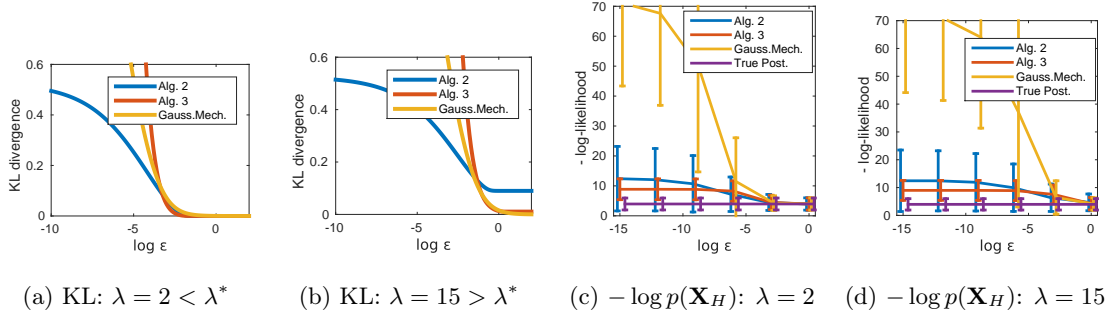 0.6
0.4
0.2
0
KL divergence
Alg. 2
Alg. 3
Gauss.Mech.
-10
-5
0
log ε
0.6
0.4
0.2
0
KL divergence
Alg. 2
Alg. 3
Gauss.Mech.
-10
-5
0
log ε
70
60
50
40
30
20
10
0
- log-likelihood
Alg. 2
Alg. 3
Gauss.Mech.
True Post.
-15
-10
-5
0
log ε
70
60
50
40
30
20
10
0
- log-likelihood
Alg. 2
Alg. 3
Gauss.Mech.
True Post.
-15
-10
-5
0
log ε
(a) KL: λ = 2 < λ*
(b) KL: λ = 15 > λ*
(c) − log p(X_H): λ = 2
(d) − log p(X_H): λ = 15